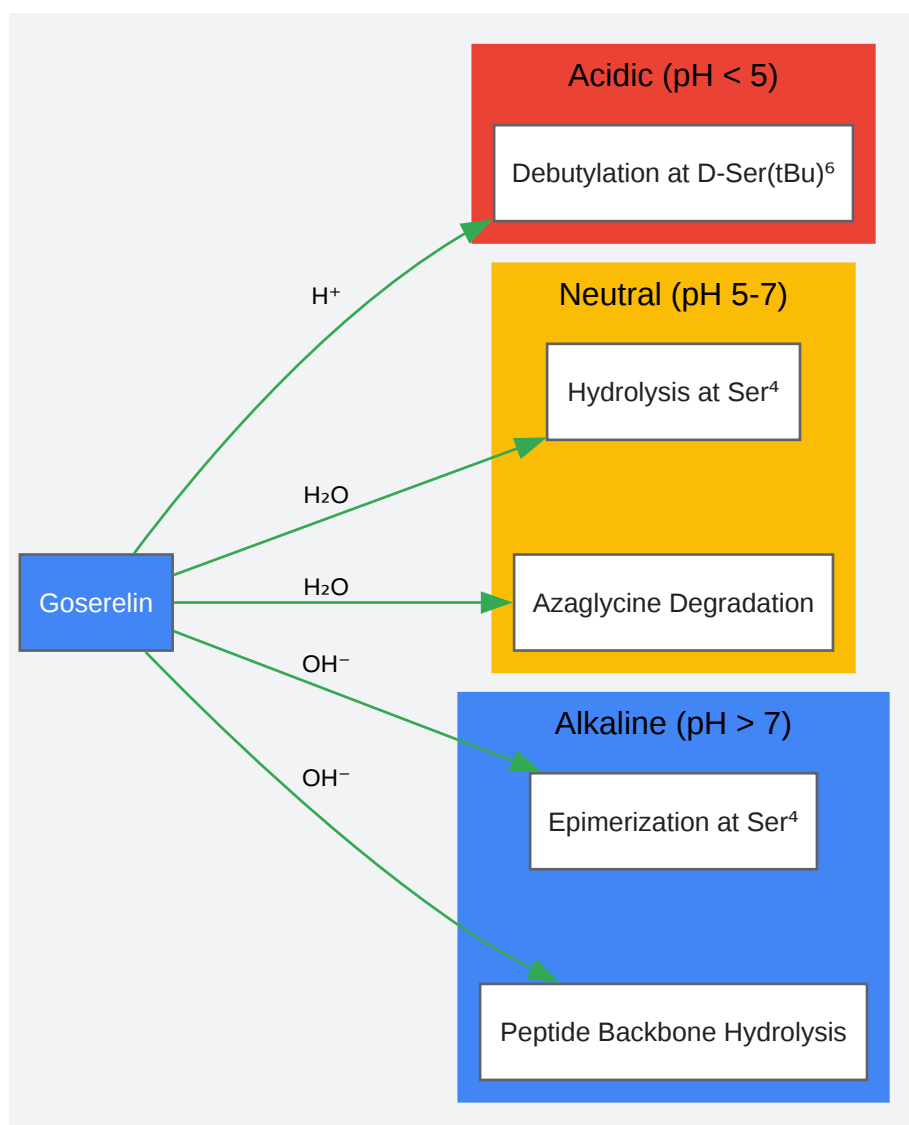 Acidic (pH < 5)
Debutylation at D-Ser(tBu)⁶
H⁺
Neutral (pH 5-7)
Hydrolysis at Ser⁴
H₂O
Goserelin
H₂O
Azaglycine Degradation
OH⁻
Alkaline (pH > 7)
OH⁻
Epimerization at Ser⁴
Peptide Backbone Hydrolysis